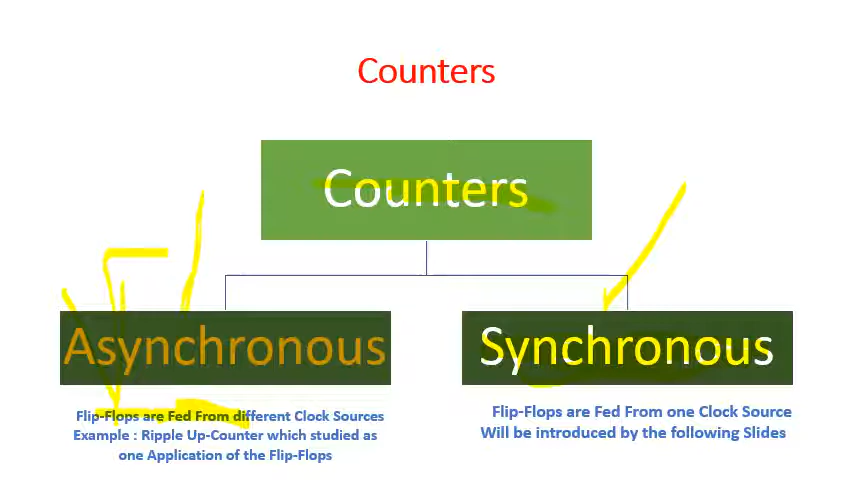 Counters
Counters
Asynchronous
Synchronous
Flip-Flops are Fed From different Clock Sources
Example : Ripple Up-Counter which studied as
one Application of the Flip-Flops
Flip-Flops are Fed From one Clock Source
Will be introduced by the following Slides